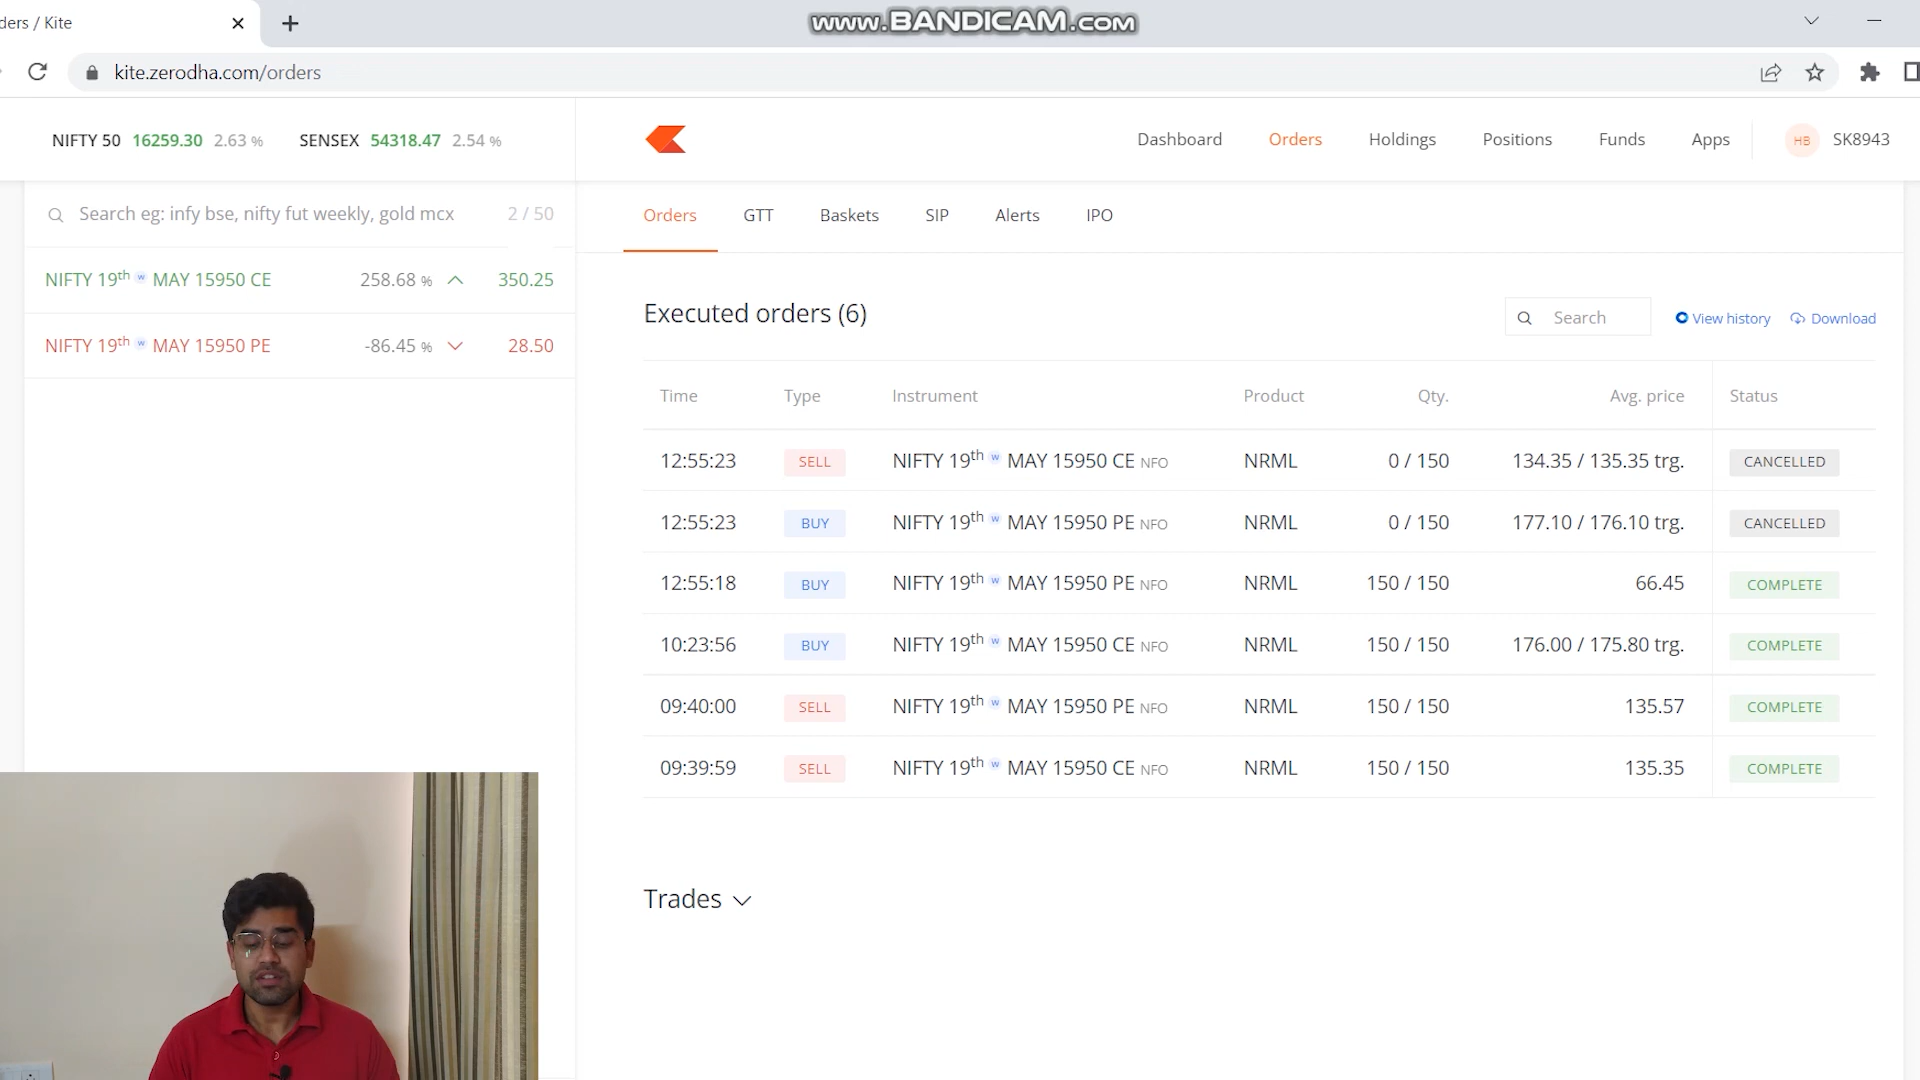 ders / Kite
www.BANDICAM.com
kite.zerodha.com/orders
NIFTY 50 16259.30 2.63 % SENSEX 54318.47 2.54 %
Dashboard Orders Holdings Positions Funds Apps HB SK8943
Search eg: infy bse, nifty fut weekly, gold mcx 2 / 50
Orders GTT Baskets SIP Alerts IPO
NIFTY 19th w MAY 15950 CE 258.68 % 350.25
NIFTY 19th w MAY 15950 PE -86.45 % 28.50
Executed orders (6)
Search View history Download
Time Type Instrument Product Qty. Avg. price Status
12:55:23 SELL NIFTY 19th w MAY 15950 CE NFO NRML 0 / 150 134.35 / 135.35 trg. CANCELLED
12:55:23 BUY NIFTY 19th w MAY 15950 PE NFO NRML 0 / 150 177.10 / 176.10 trg. CANCELLED
12:55:18 BUY NIFTY 19th w MAY 15950 PE NFO NRML 150 / 150 66.45 COMPLETE
10:23:56 BUY NIFTY 19th w MAY 15950 CE NFO NRML 150 / 150 176.00 / 175.80 trg. COMPLETE
09:40:00 SELL NIFTY 19th w MAY 15950 PE NFO NRML 150 / 150 135.57 COMPLETE
09:39:59 SELL NIFTY 19th w MAY 15950 CE NFO NRML 150 / 150 135.35 COMPLETE
Trades